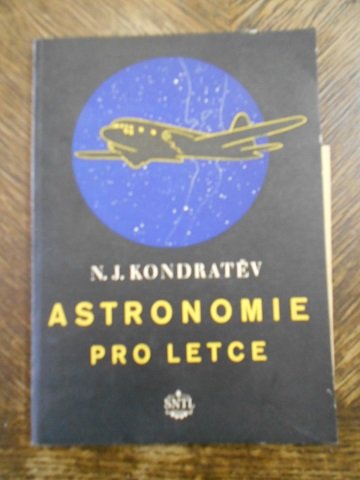 N. J. KONDRATĚV
ASTRONOMIE
PRO LETCE
SNTL